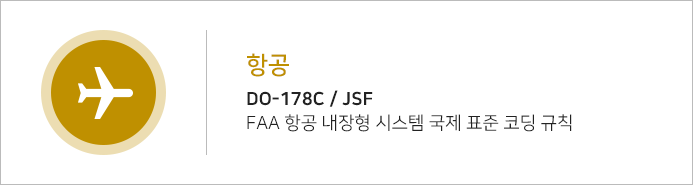 항공
DO-178C / JSF
FAA 항공 내장형 시스템 국제 표준 코딩 규칙